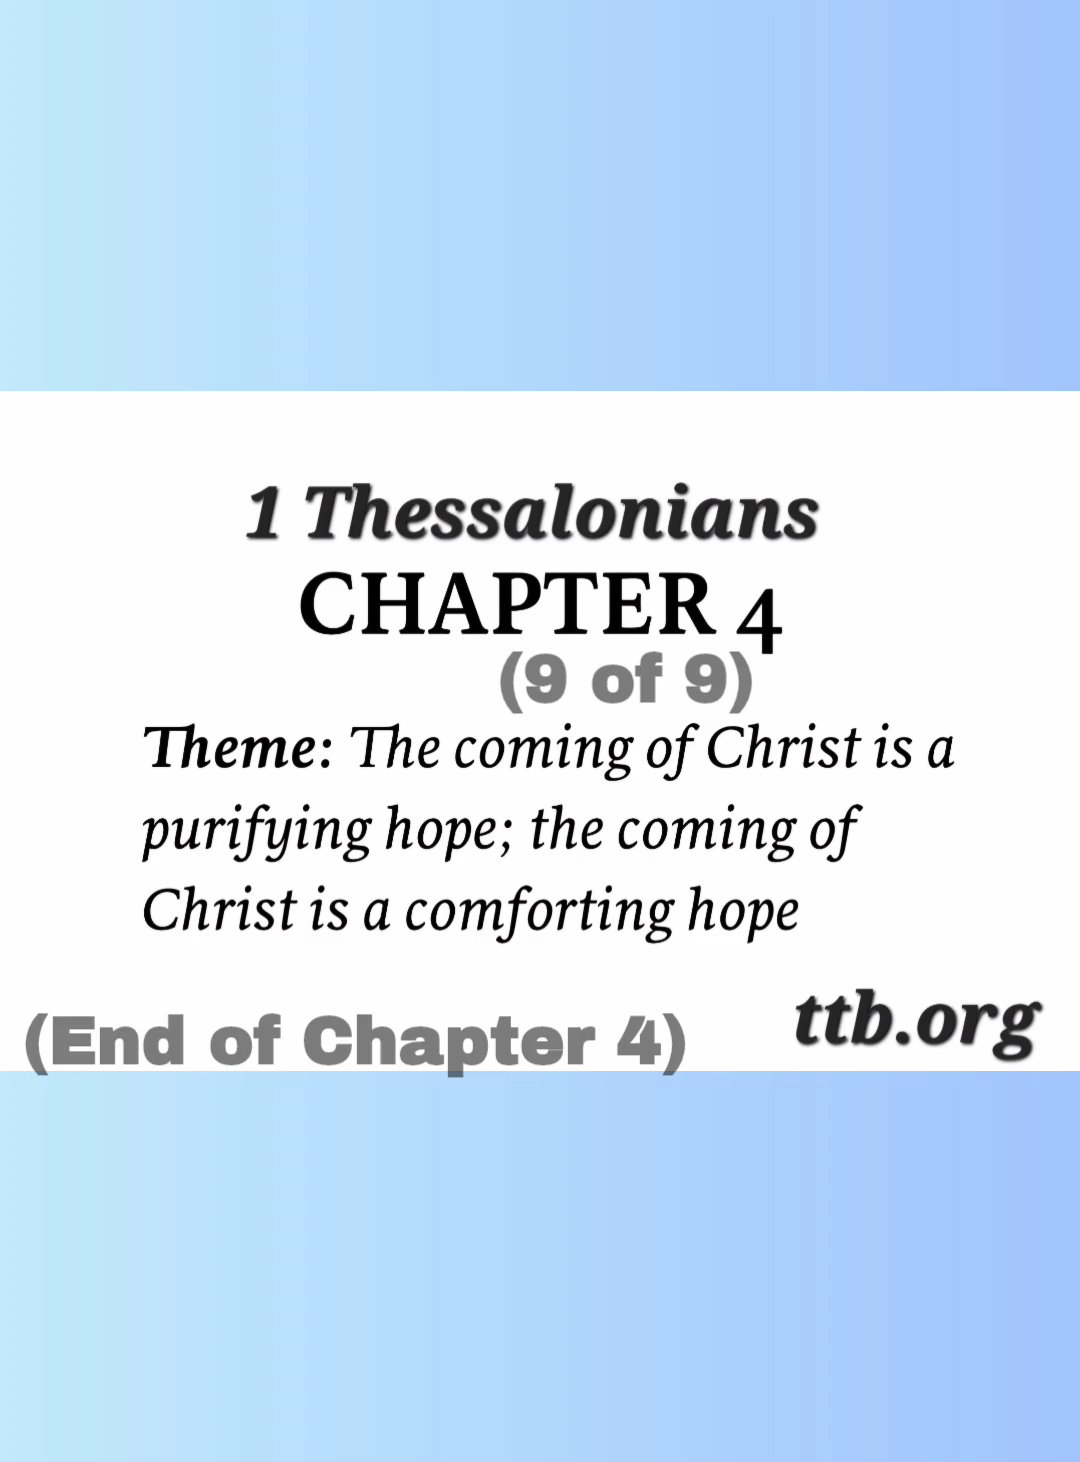 1 Thessalonians
CHAPTER 4
(9 of 9)
Theme: The coming of Christ is a
purifying hope; the coming of
Christ is a comforting hope
(End of Chapter 4)
ttb.org